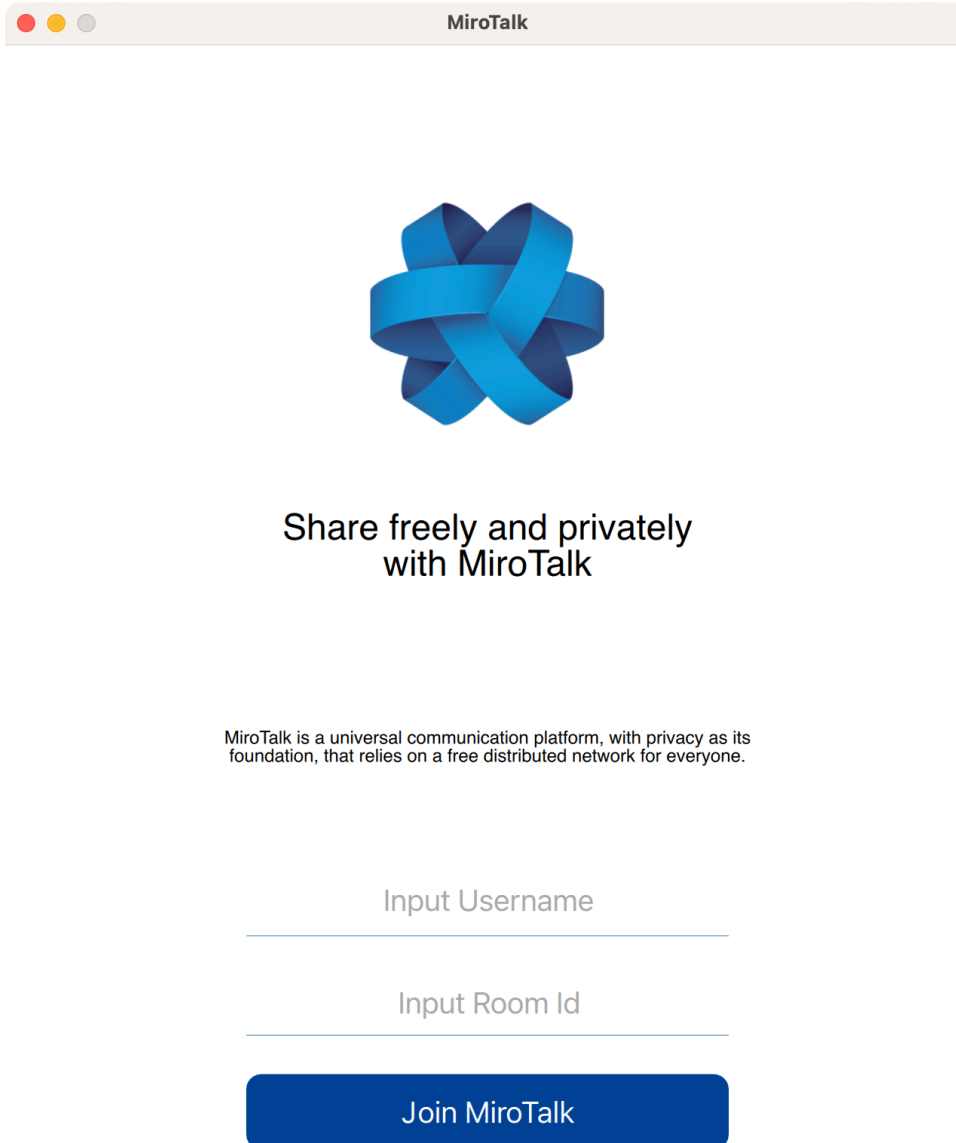 MiroTalk
Share freely and privately
with MiroTalk
MiroTalk is a universal communication platform, with privacy as its
foundation, that relies on a free distributed network for everyone.
Input Username
Input Room Id
Join MiroTalk